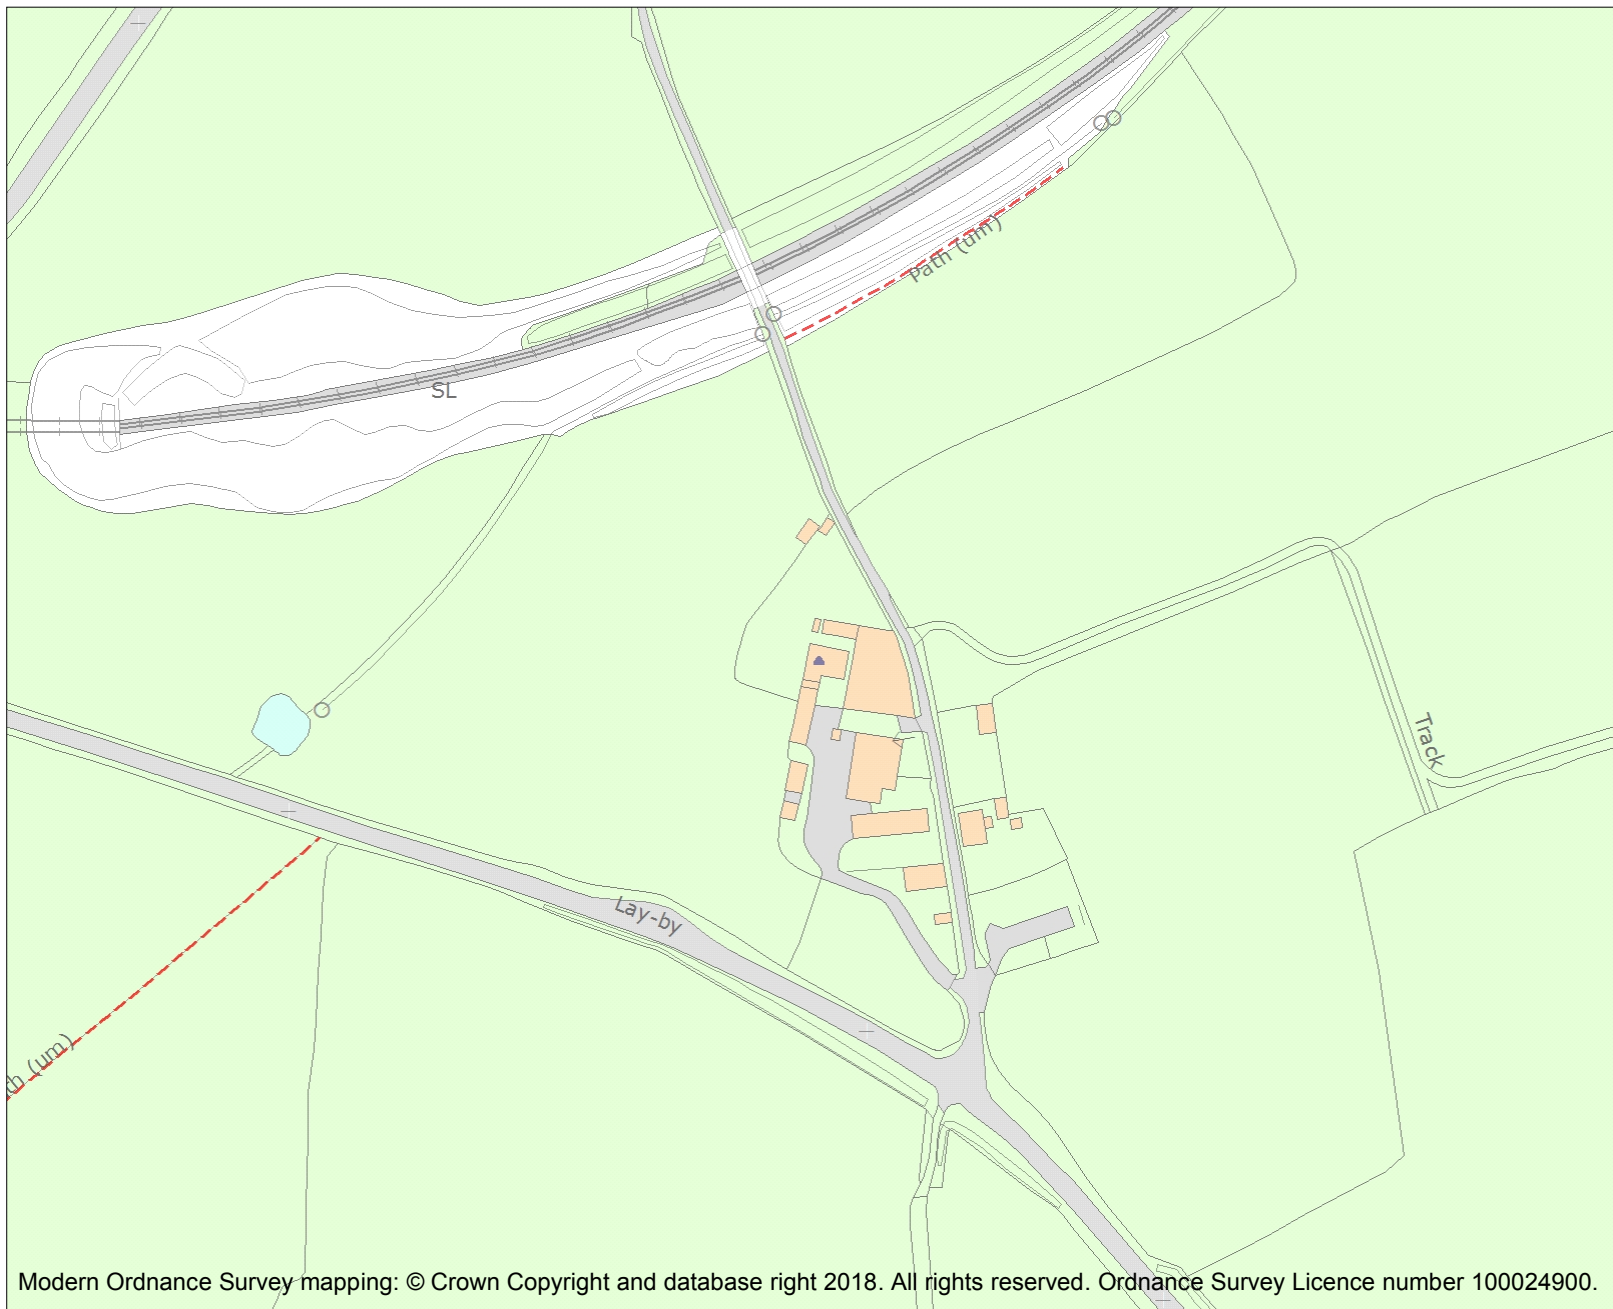 Path (um)
SL
Track
Lay-by
th (um)
Modern Ordnance Survey mapping: © Crown Copyright and database right 2018. All rights reserved. Ordnance Survey Licence number 100024900.